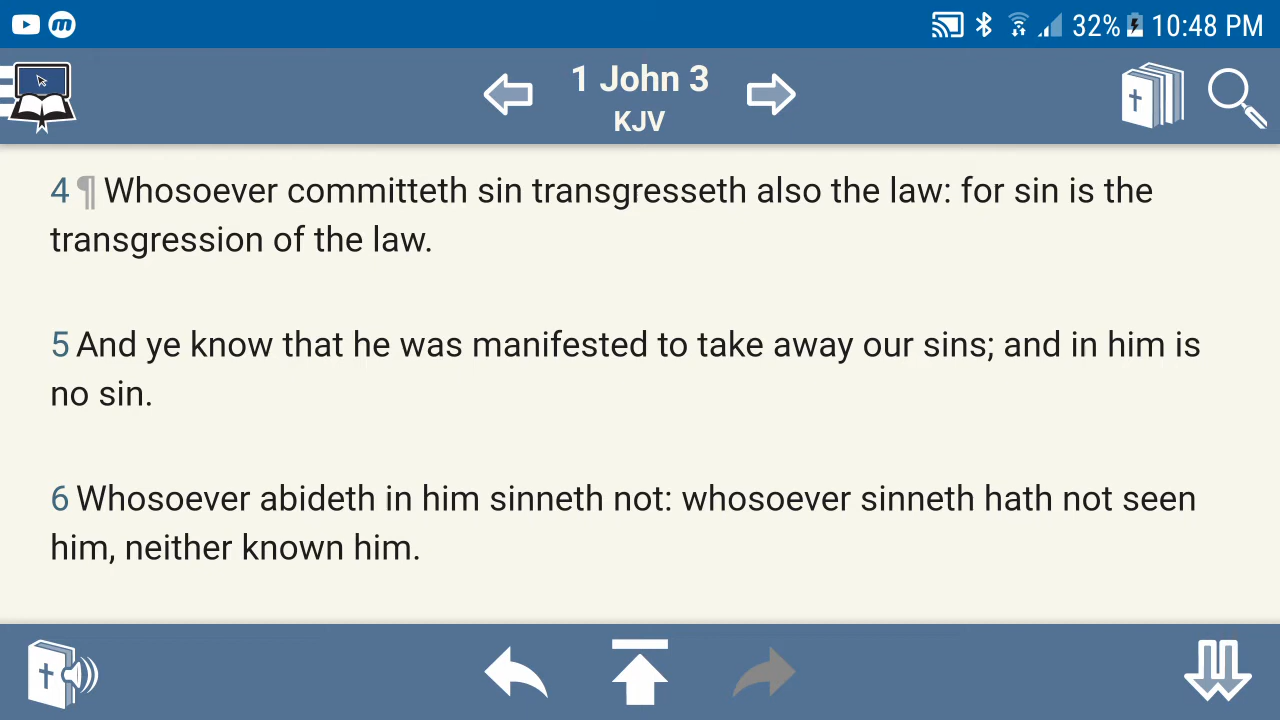 32% 10:48 PM
1 John 3
KJV
4 ¶ Whosoever committeth sin transgresseth also the law: for sin is the
transgression of the law.
5 And ye know that he was manifested to take away our sins; and in him is
no sin.
6 Whosoever abideth in him sinneth not: whosoever sinneth hath not seen
him, neither known him.